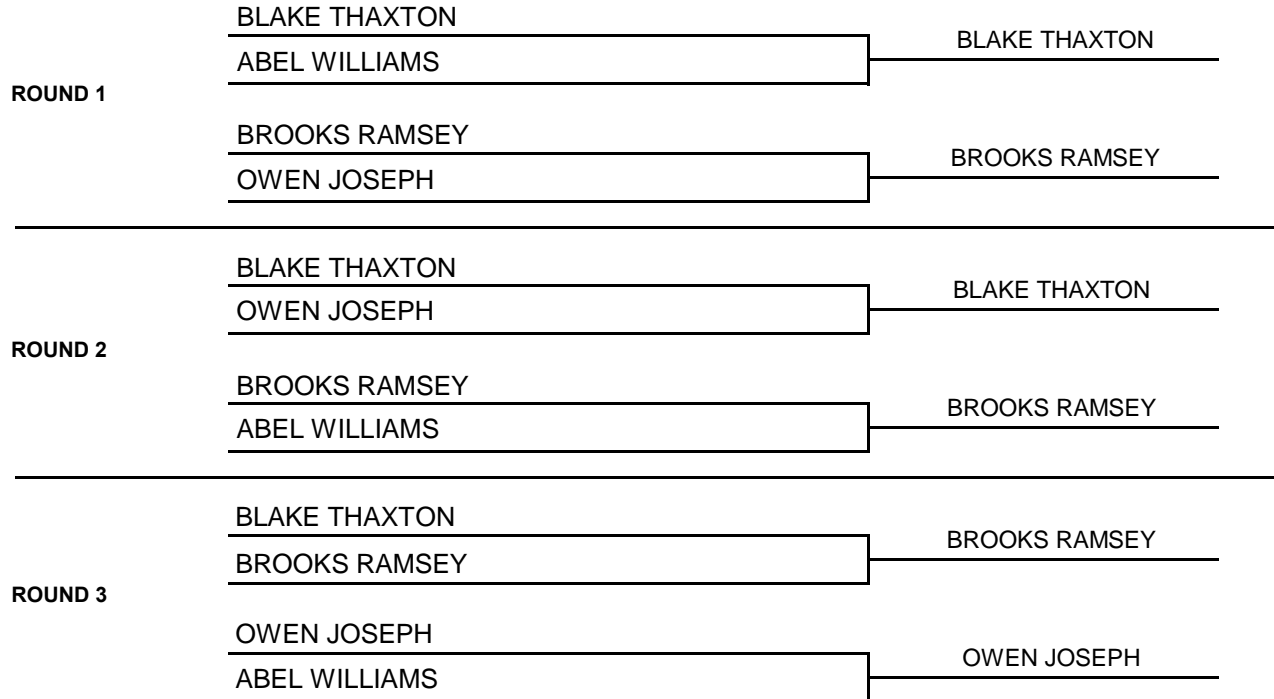 BLAKE THAXTON
BLAKE THAXTON
ABEL WILLIAMS
ROUND 1
BROOKS RAMSEY
BROOKS RAMSEY
OWEN JOSEPH
BLAKE THAXTON
BLAKE THAXTON
OWEN JOSEPH
ROUND 2
BROOKS RAMSEY
BROOKS RAMSEY
ABEL WILLIAMS
BLAKE THAXTON
BROOKS RAMSEY
BROOKS RAMSEY
ROUND 3
OWEN JOSEPH
OWEN JOSEPH
ABEL WILLIAMS